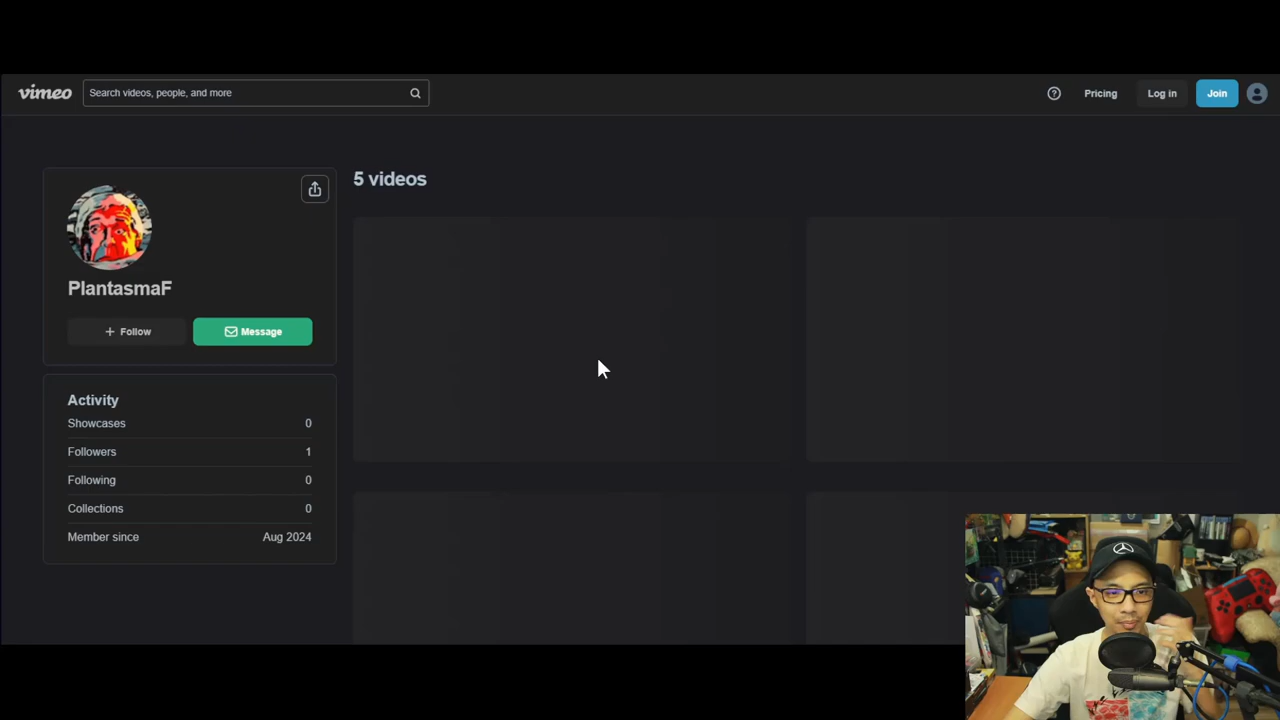 vimeo
Search videos, people, and more
Pricing
Log in
Join
PlantasmaF
Follow
Message
Activity
Showcases 0
Followers 1
Following 0
Collections 0
Member since Aug 2024
5 videos